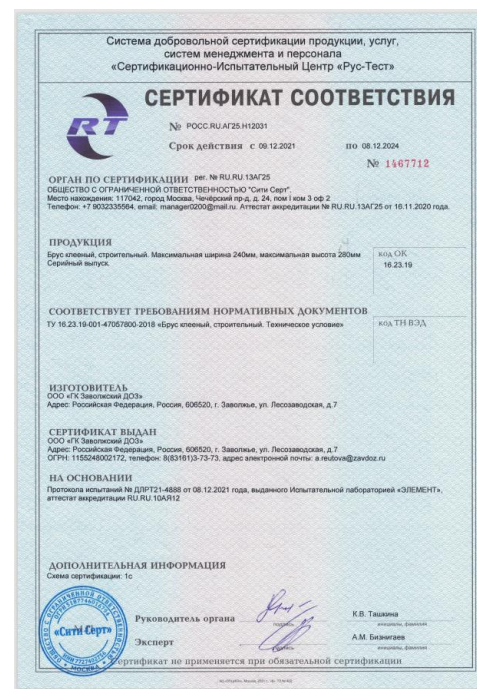 Система добровольной сертификации продукции, услуг,
систем менеджмента и персонала
«Сертификационно-Испытательный Центр «Рус-Тест»
RT
СЕРТИФИКАТ СООТВЕТСТВИЯ
№ РОСС.RU.АГ25.Н12031
Срок действия с 09.12.2021 по 08.12.2024
№ 1467712
ОРГАН ПО СЕРТИФИКАЦИИ рег. № RU.RU.13АГ25
ОБЩЕСТВО С ОГРАНИЧЕННОЙ ОТВЕТСТВЕННОСТЬЮ "Сити Серт".
Место нахождения: 117042, город Москва, Чечёрский пр-д, д. 24, пом I ком 3 оф 2
Телефон: +7 9032335564, email: manager0200@mail.ru. Аттестат аккредитации № RU.RU.13АГ25 от 16.11.2020 года.
ПРОДУКЦИЯ
Брус клееный, строительный. Максимальная ширина 240мм, максимальная высота 280мм
Серийный выпуск.
код ОК
16.23.19
СООТВЕТСТВУЕТ ТРЕБОВАНИЯМ НОРМАТИВНЫХ ДОКУМЕНТОВ
ТУ 16.23.19-001-47057800-2018 «Брус клееный, строительный. Техническое условие»
код ТН ВЭД
ИЗГОТОВИТЕЛЬ
ООО «ГК Заволжский ДОЗ»
Адрес: Российская Федерация, Россия, 606520, г. Заволжье, ул. Лесозаводская, д.7
СЕРТИФИКАТ ВЫДАН
ООО «ГК Заволжский ДОЗ»
Адрес: Российская Федерация, Россия, 606520, г. Заволжье, ул. Лесозаводская, д.7
ОГРН: 1155248002172, телефон: 8(83161)3-73-73, адрес электронной почты: a.reutova@zavdoz.ru
НА ОСНОВАНИИ
Протокола испытаний № ДЛРТ21-4888 от 08.12.2021 года, выданного Испытательной лабораторией «ЭЛЕМЕНТ»,
аттестат аккредитации RU.RU.10АЯ12
ДОПОЛНИТЕЛЬНАЯ ИНФОРМАЦИЯ
Схема сертификации: 1с
«Сити Серт»
МОСКВА
Руководитель органа
подпись
К.В. Ташкина
инициалы, фамилия
Эксперт
подпись
А.М. Бизнигаев
инициалы, фамилия
Сертификат не применяется при обязательной сертификации